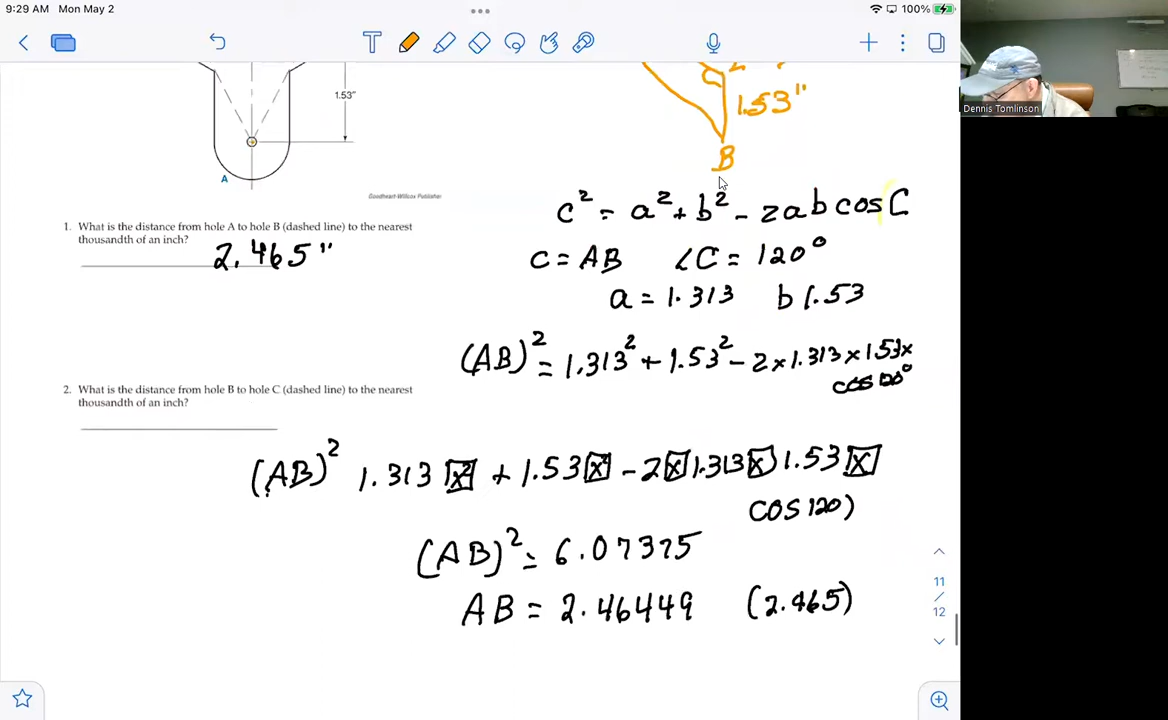 9:29 AM Mon May 2
100%
Dennis Tomlinson
1.53"
A
Goodheart-Willcox Publisher
1.53"
B
c² = a² + b² - 2ab cos C
c = AB ∠C = 120°
a = 1.313 b 1.53
1. What is the distance from hole A to hole B (dashed line) to the nearest
thousandth of an inch?
2.465"
(AB)² = 1.313² + 1.53² - 2 x 1.313 x 1.53 x
cos 120°
2. What is the distance from hole B to hole C (dashed line) to the nearest
thousandth of an inch?
(AB)² 1.313 x² + 1.53 x² - 2 x 1.313 x 1.53 x
COS 120)
(AB)² = 6.07375
AB = 2.46449 (2.465)
11
/
12